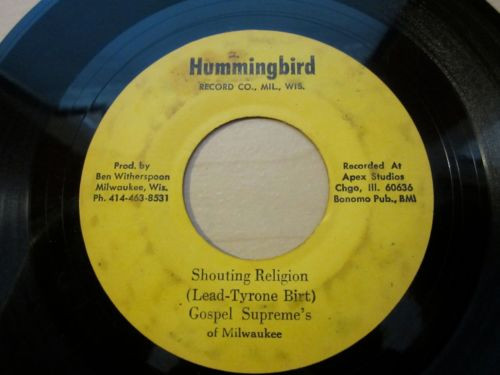 Hummingbird
RECORD CO., MIL., WIS.
Prod. by
Ben Witherspoon
Milwaukee, Wis.
Ph. 414-463-8531
Recorded At
Apex Studios
Chgo, Ill. 60636
Bonomo Pub., BMI
Shouting Religion
(Lead-Tyrone Birt)
Gospel Supreme's
of Milwaukee